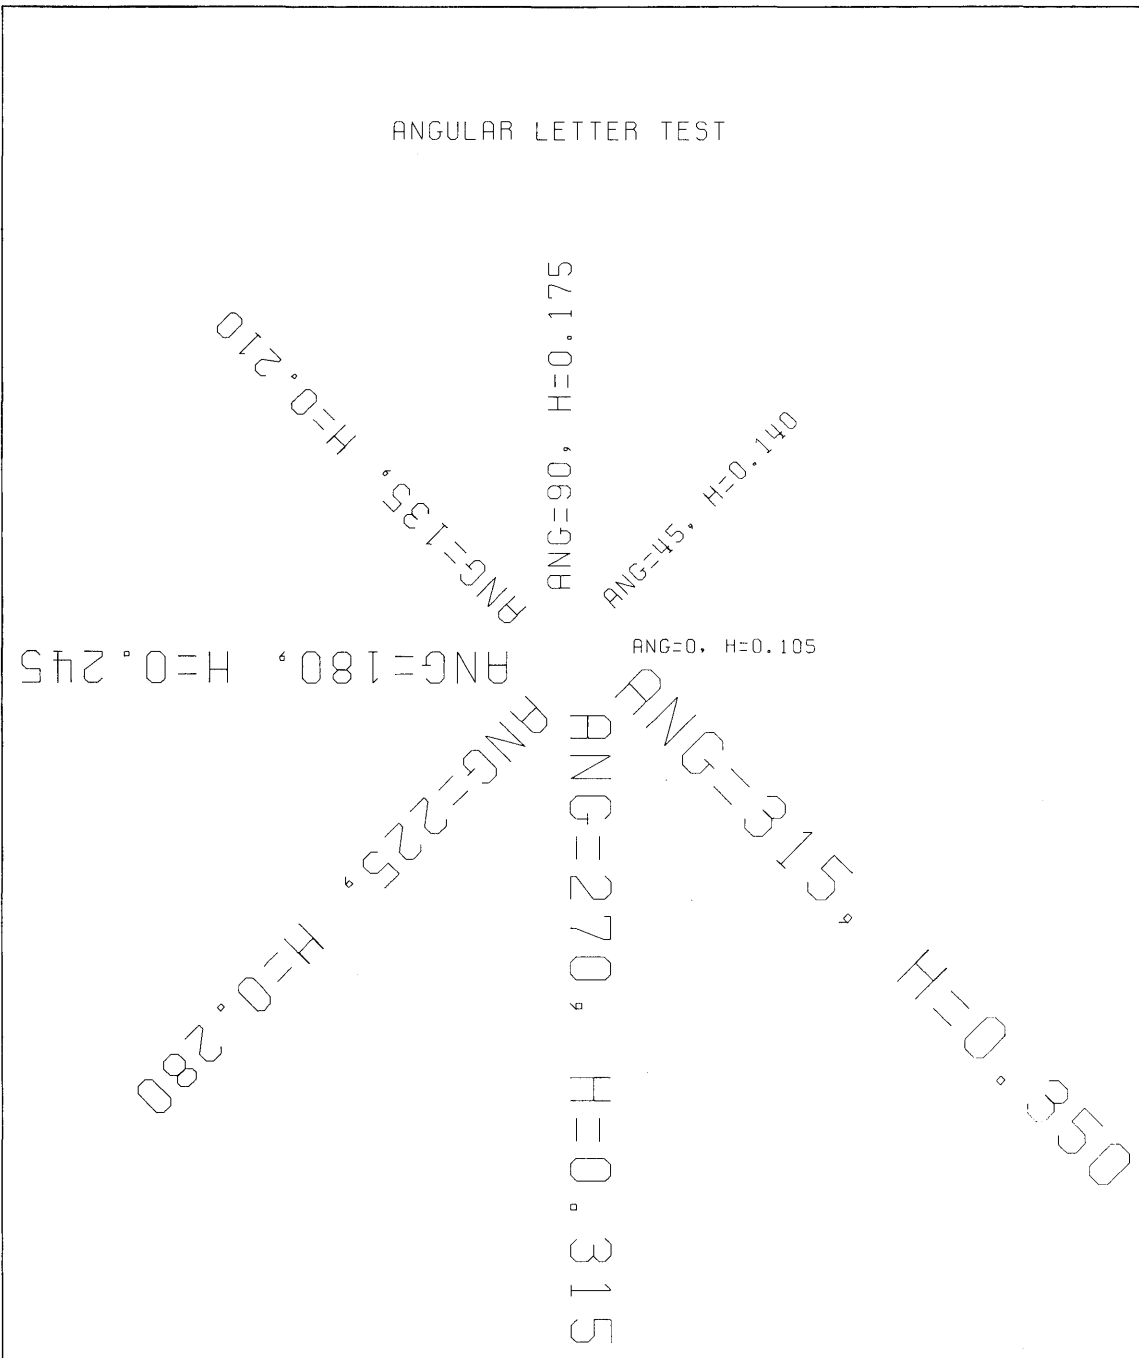 ANGULAR LETTER TEST
ANG=0, H=0.105
ANG=45, H=0.140
ANG=90, H=0.175
ANG=135, H=0.210
ANG=180, H=0.245
ANG=225, H=0.280
ANG=270, H=0.315
ANG=315, H=0.350